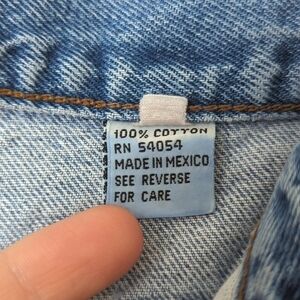 100% COTTON
RN 54054
MADE IN MEXICO
SEE REVERSE
FOR CARE